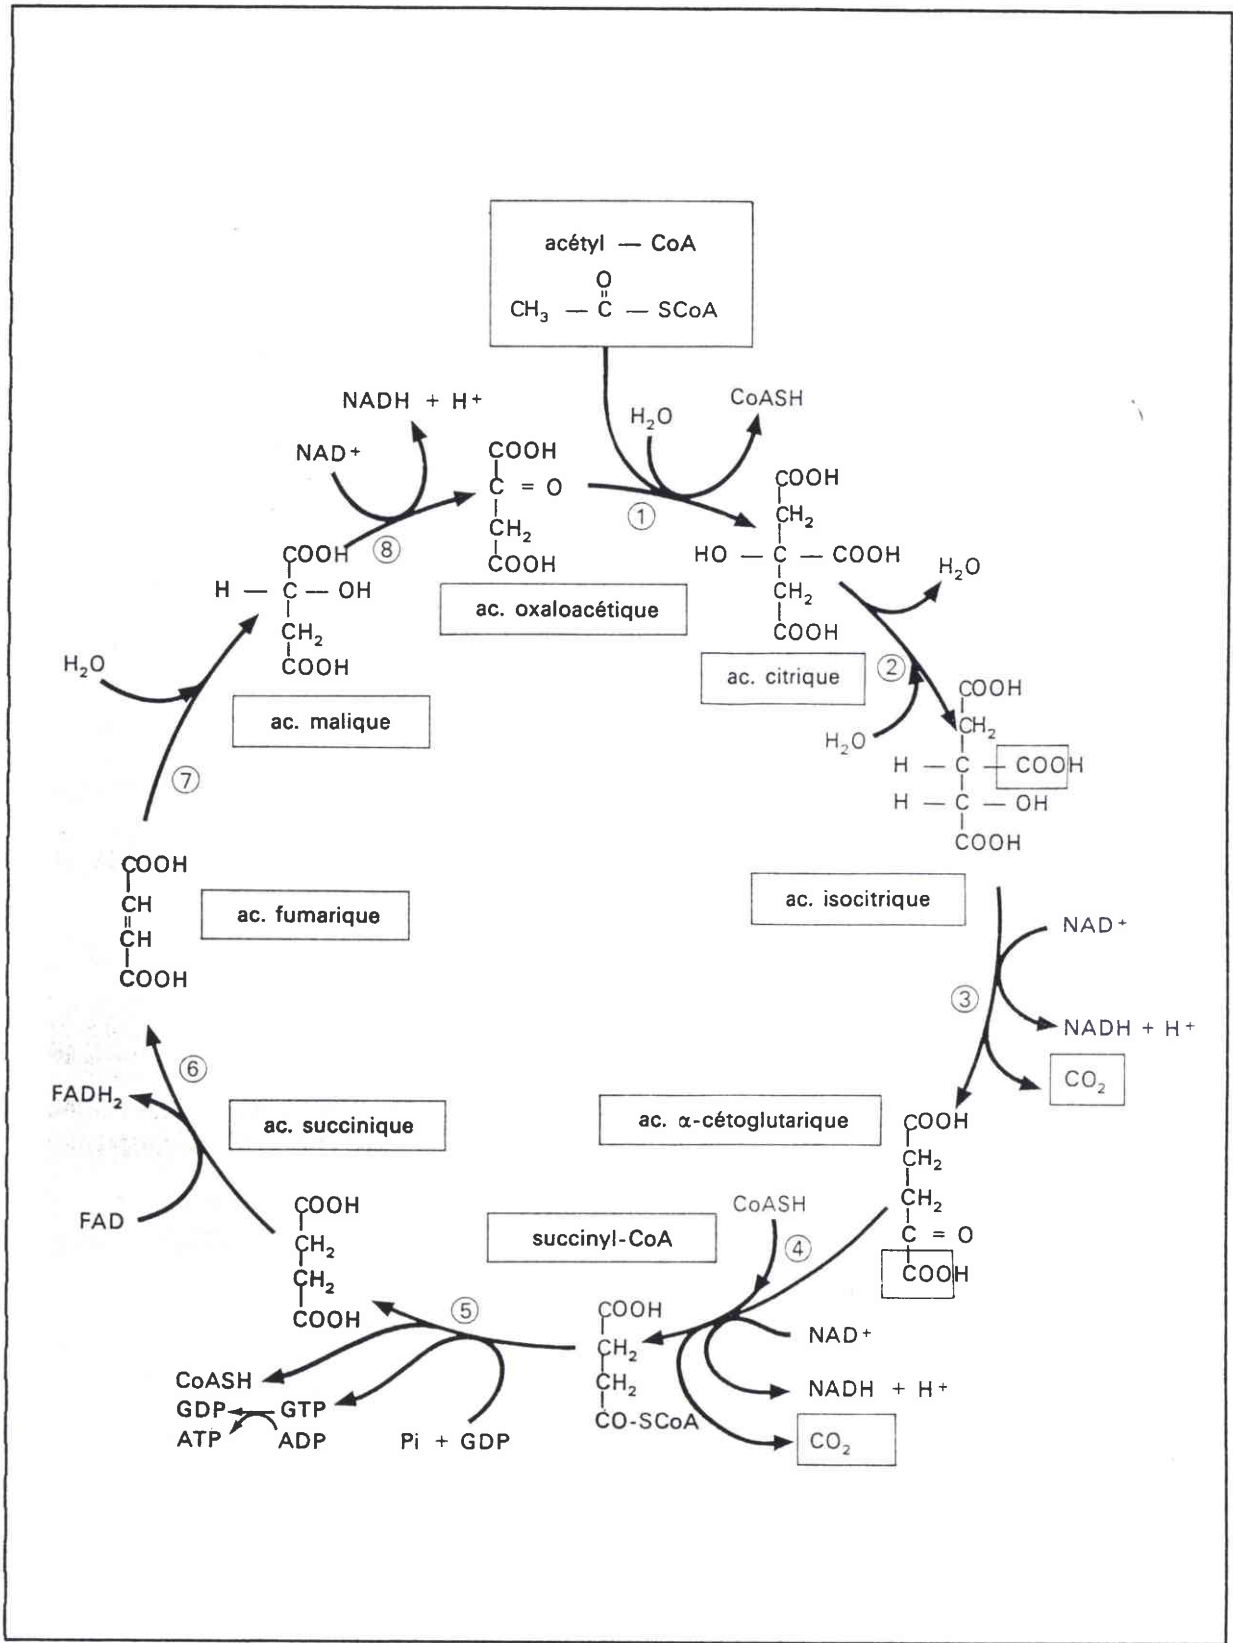 acétyl — CoA
O
CH₃ — C — SCoA
NADH + H⁺
NAD⁺
H₂O
CoASH
①
⑧
COOH
C = O
CH₂
COOH
ac. oxaloacétique
COOH
CH₂
HO — C — COOH
CH₂
COOH
ac. citrique
H₂O
②
H₂O
COOH
CH₂
H — C — COOH
H — C — OH
COOH
ac. isocitrique
NAD⁺
③
NADH + H⁺
CO₂
ac. α-cétoglutarique
COOH
CH₂
CH₂
C = O
COOH
CoASH
④
NAD⁺
NADH + H⁺
CO₂
succinyl-CoA
COOH
CH₂
CH₂
CO-SCoA
⑤
Pi + GDP
CoASH
GDP GTP
ATP ADP
ac. succinique
COOH
CH₂
CH₂
COOH
⑥
FADH₂
FAD
ac. fumarique
COOH
CH
CH
COOH
⑦
H₂O
COOH
H — C — OH
CH₂
COOH
ac. malique